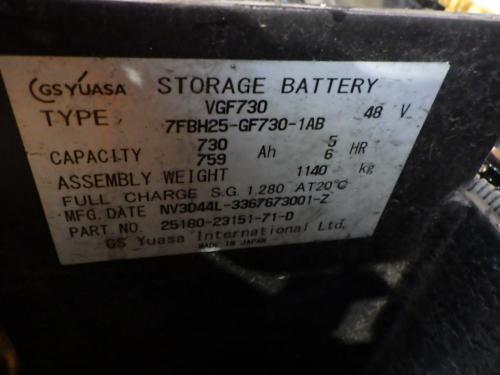 GS YUASA STORAGE BATTERY
VGF730
TYPE 7FBH25-GF730-1AB 48 V
730 5
CAPACITY 759 Ah 6 HR
ASSEMBLY WEIGHT 1140 kg
FULL CHARGE S.G. 1.280 AT20℃
MFG. DATE NV3D44L-3367673001-Z
PART NO. 25180-23151-71-D
GS Yuasa International Ltd.
MADE IN JAPAN